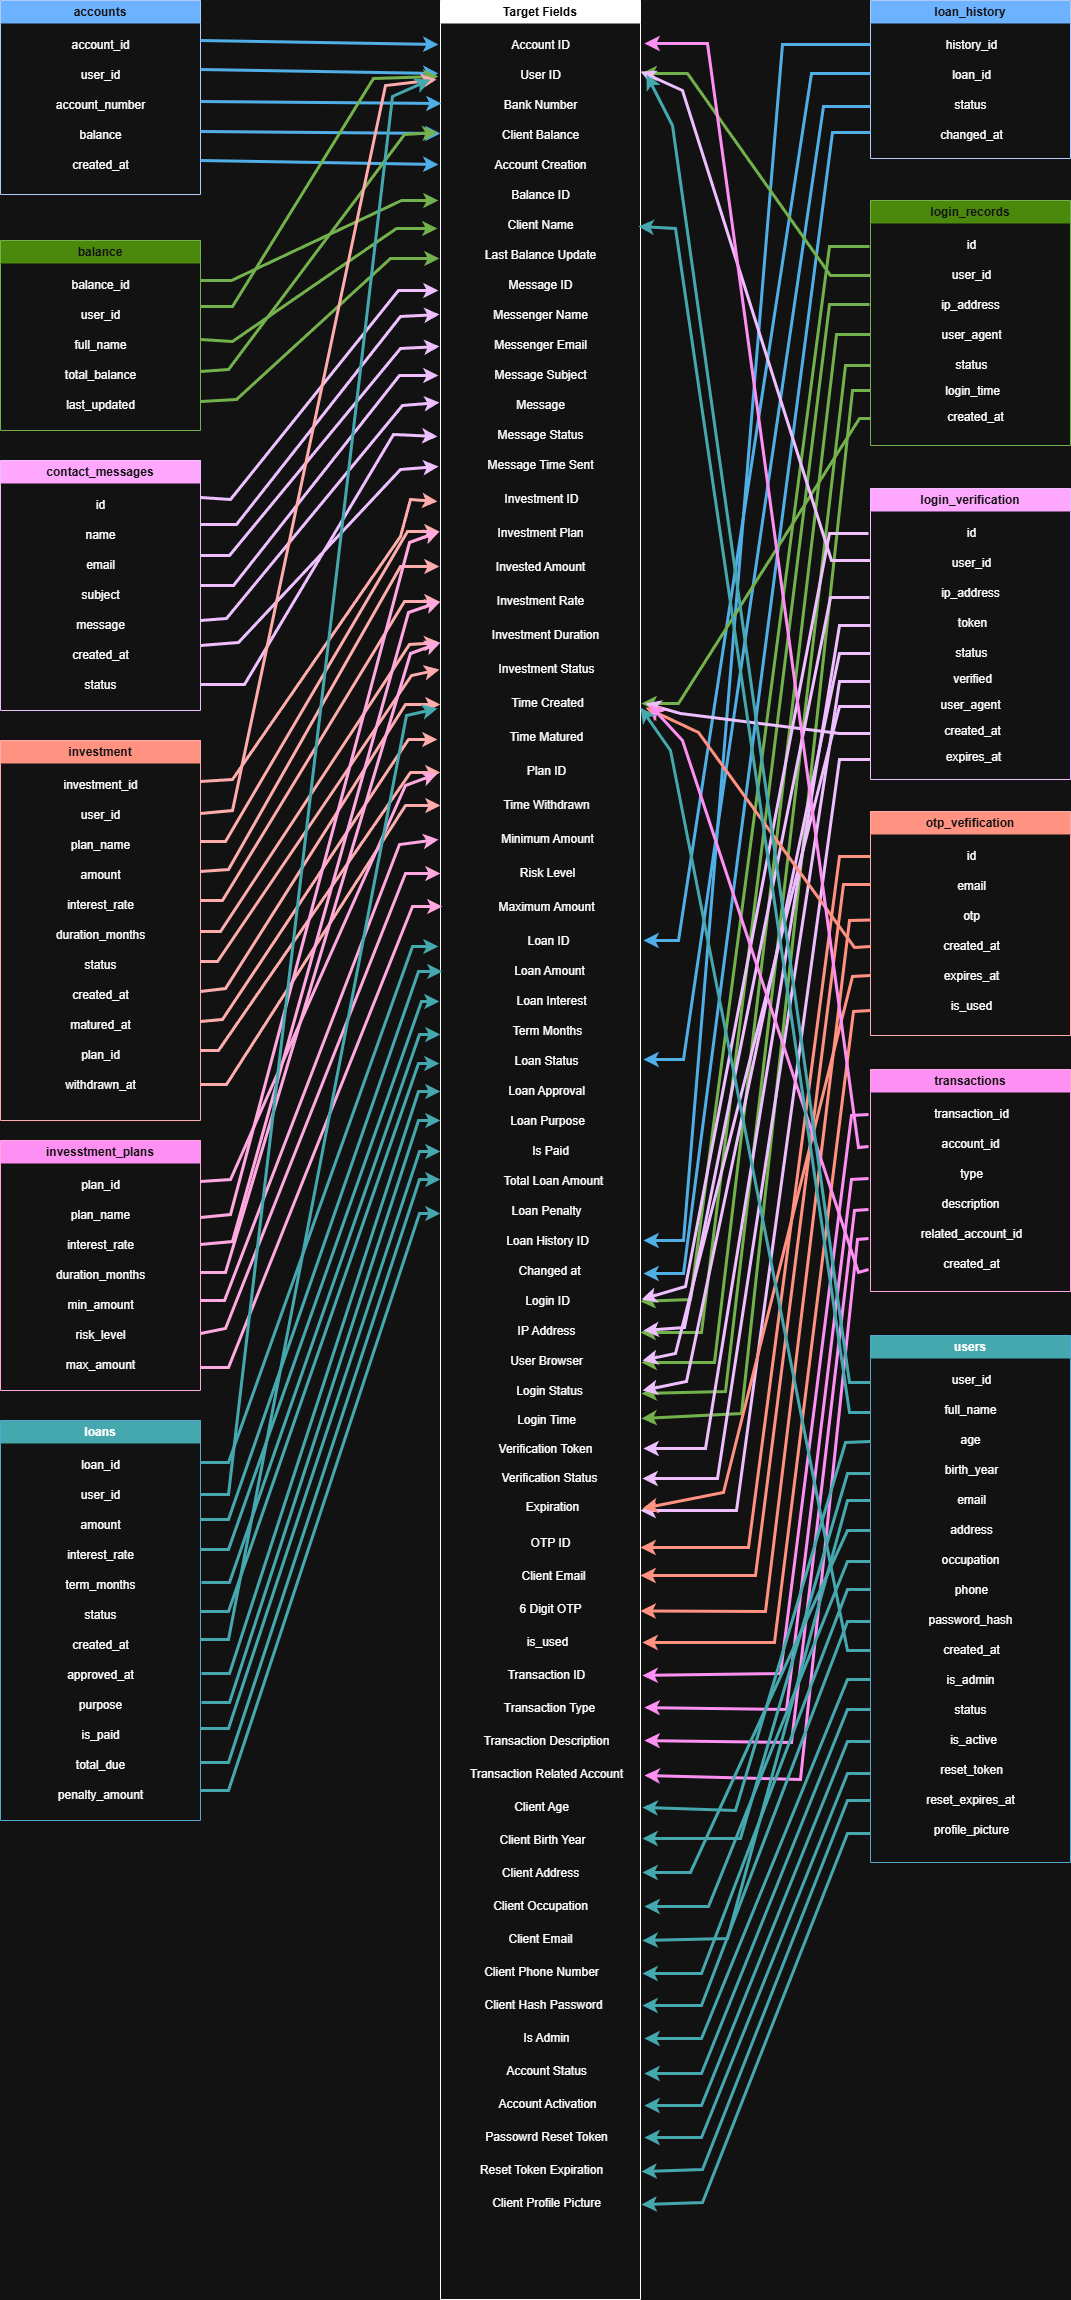 accounts
account_id
user_id
account_number
balance
created_at
balance
balance_id
user_id
full_name
total_balance
last_updated
contact_messages
id
name
email
subject
message
created_at
status
investment
investment_id
user_id
plan_name
amount
interest_rate
duration_months
status
created_at
matured_at
plan_id
withdrawn_at
invesstment_plans
plan_id
plan_name
interest_rate
duration_months
min_amount
risk_level
max_amount
loans
loan_id
user_id
amount
interest_rate
term_months
status
created_at
approved_at
purpose
is_paid
total_due
penalty_amount
Target Fields
Account ID
User ID
Bank Number
Client Balance
Account Creation
Balance ID
Client Name
Last Balance Update
Message ID
Messenger Name
Messenger Email
Message Subject
Message
Message Status
Message Time Sent
Investment ID
Investment Plan
Invested Amount
Investment Rate
Investment Duration
Investment Status
Time Created
Time Matured
Plan ID
Time Withdrawn
Minimum Amount
Risk Level
Maximum Amount
Loan ID
Loan Amount
Loan Interest
Term Months
Loan Status
Loan Approval
Loan Purpose
Is Paid
Total Loan Amount
Loan Penalty
Loan History ID
Changed at
Login ID
IP Address
User Browser
Login Status
Login Time
Verification Token
Verification Status
Expiration
OTP ID
Client Email
6 Digit OTP
is_used
Transaction ID
Transaction Type
Transaction Description
Transaction Related Account
Client Age
Client Birth Year
Client Address
Client Occupation
Client Email
Client Phone Number
Client Hash Password
Is Admin
Account Status
Account Activation
Passowrd Reset Token
Reset Token Expiration
Client Profile Picture
loan_history
history_id
loan_id
status
changed_at
login_records
id
user_id
ip_address
user_agent
status
login_time
created_at
login_verification
id
user_id
ip_address
token
status
verified
user_agent
created_at
expires_at
otp_vefification
id
email
otp
created_at
expires_at
is_used
transactions
transaction_id
account_id
type
description
related_account_id
created_at
users
user_id
full_name
age
birth_year
email
address
occupation
phone
password_hash
created_at
is_admin
status
is_active
reset_token
reset_expires_at
profile_picture